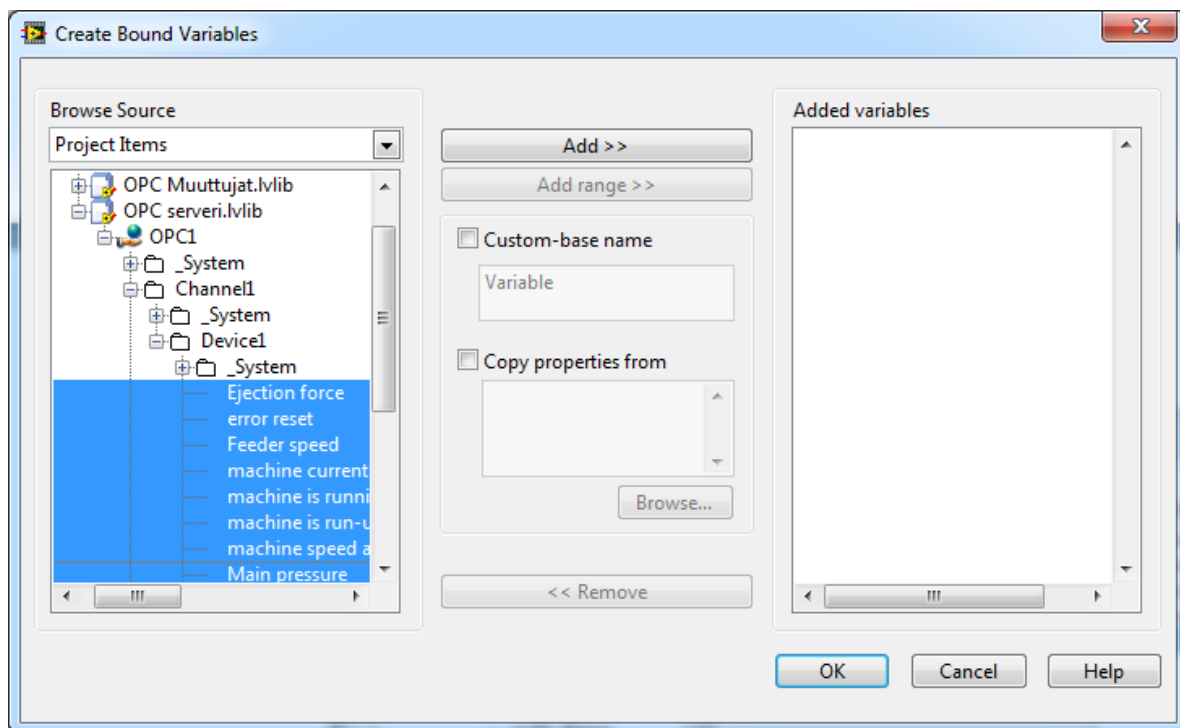 Create Bound Variables
Browse Source
Project Items
OPC Muuttujat.lvlib
OPC serveri.lvlib
OPC1
_System
Channel1
_System
Device1
_System
Ejection force
error reset
Feeder speed
machine current
machine is runni
machine is run-u
machine speed a
Main pressure
Add >>
Add range >>
Custom-base name
Variable
Copy properties from
Browse...
<< Remove
Added variables
OK Cancel Help